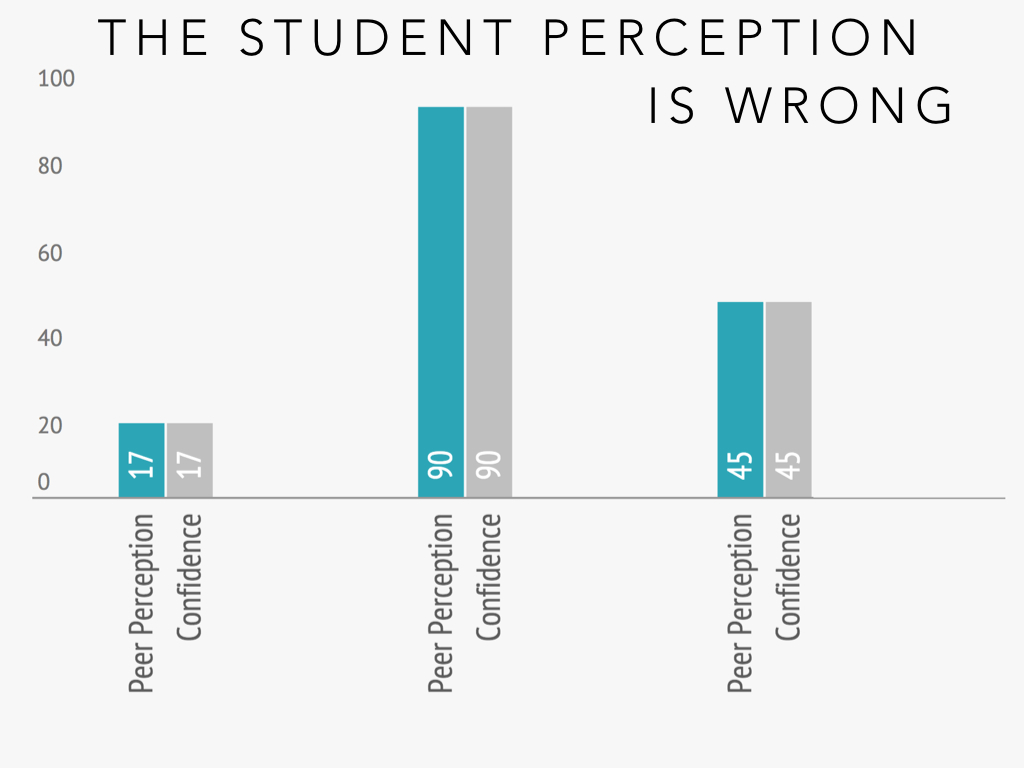 THE STUDENT PERCEPTION
IS WRONG
100
80
60
40
20
0
17
17
90
90
45
45
Peer Perception
Confidence
Peer Perception
Confidence
Peer Perception
Confidence